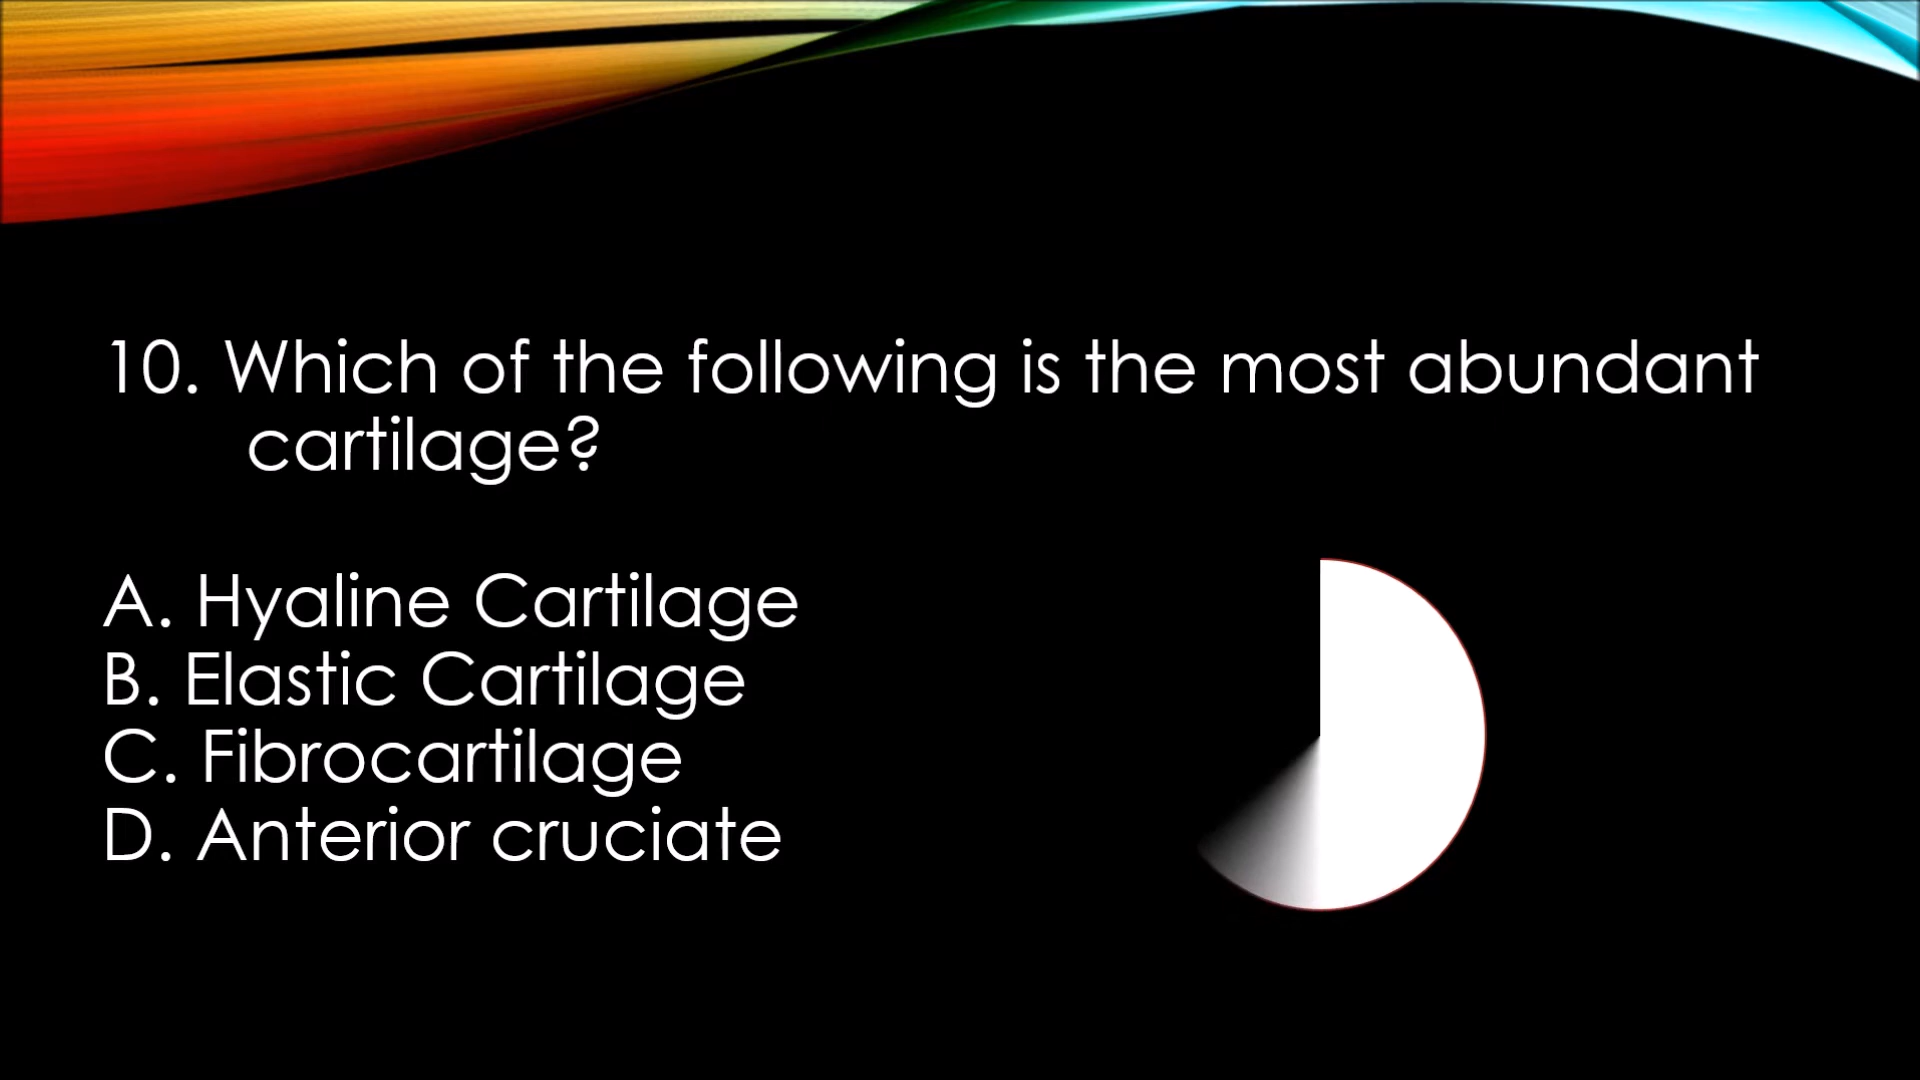 10. Which of the following is the most abundant
cartilage?
A. Hyaline Cartilage
B. Elastic Cartilage
C. Fibrocartilage
D. Anterior cruciate